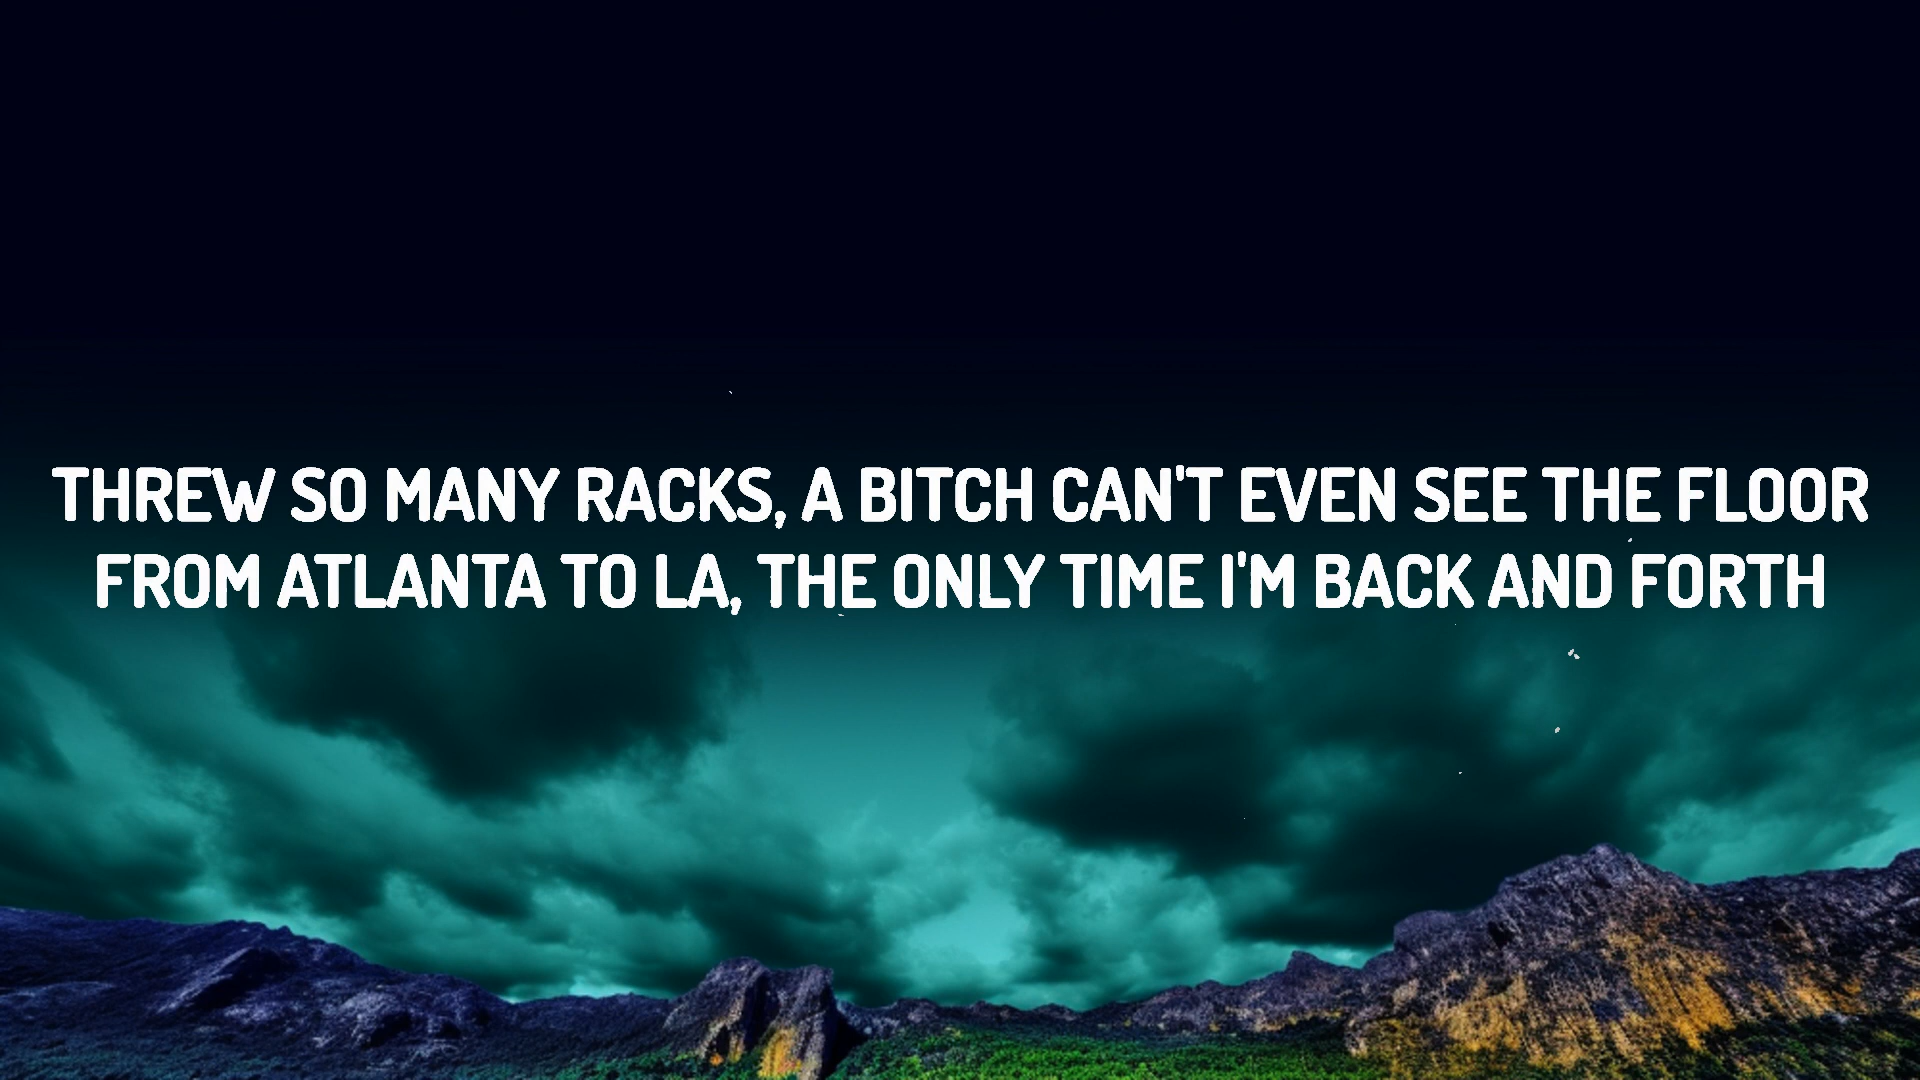 THREW SO MANY RACKS, A BITCH CAN'T EVEN SEE THE FLOOR
FROM ATLANTA TO LA, THE ONLY TIME I'M BACK AND FORTH